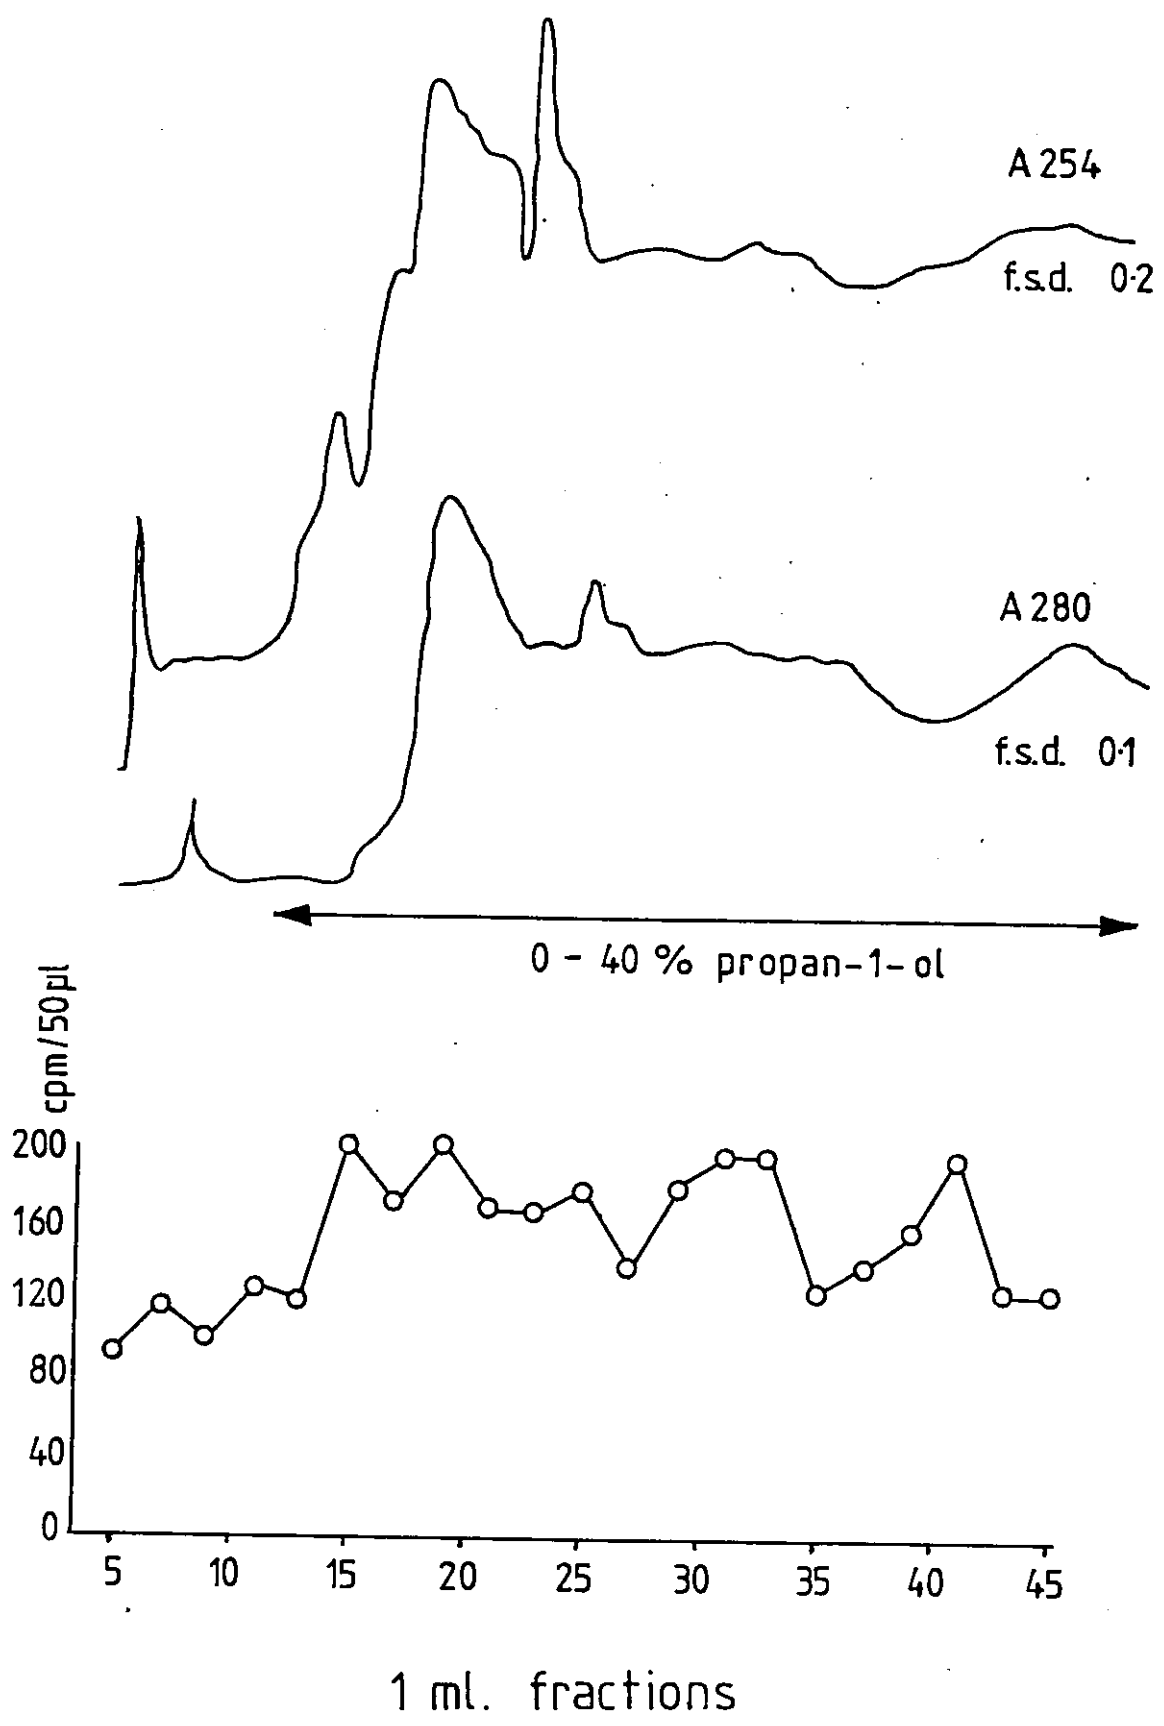 A 254
f.s.d. 0·2
A 280
f.s.d. 0·1
0 - 40 % propan-1-ol
cpm/50µl
200
160
120
80
40
0
5 10 15 20 25 30 35 40 45
1 ml. fractions